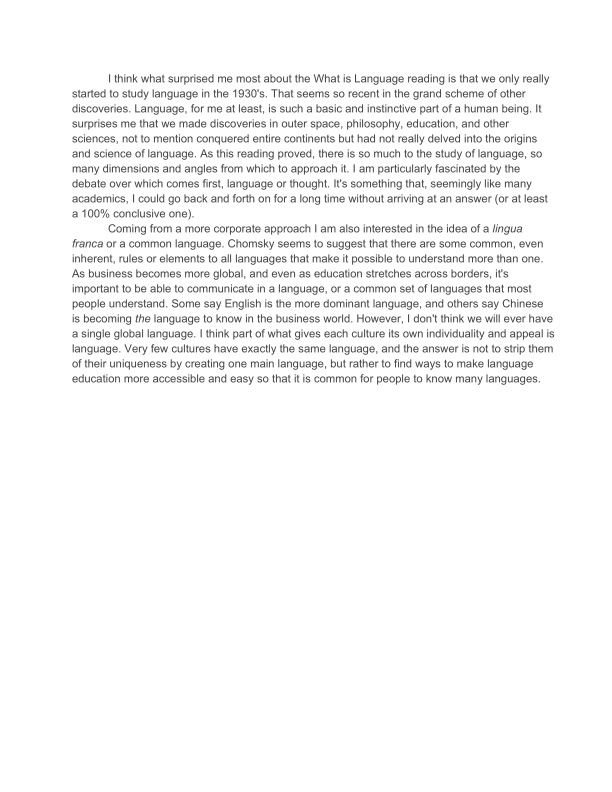 I think what surprised me most about the What is Language reading is that we only really
started to study language in the 1930's. That seems so recent in the grand scheme of other
discoveries. Language, for me at least, is such a basic and instinctive part of a human being. It
surprises me that we made discoveries in outer space, philosophy, education, and other
sciences, not to mention conquered entire continents but had not really delved into the origins
and science of language. As this reading proved, there is so much to the study of language, so
many dimensions and angles from which to approach it. I am particularly fascinated by the
debate over which comes first, language or thought. It's something that, seemingly like many
academics, I could go back and forth on for a long time without arriving at an answer (or at least
a 100% conclusive one).
Coming from a more corporate approach I am also interested in the idea of a lingua
franca or a common language. Chomsky seems to suggest that there are some common, even
inherent, rules or elements to all languages that make it possible to understand more than one.
As business becomes more global, and even as education stretches across borders, it's
important to be able to communicate in a language, or a common set of languages that most
people understand. Some say English is the more dominant language, and others say Chinese
is becoming the language to know in the business world. However, I don't think we will ever have
a single global language. I think part of what gives each culture its own individuality and appeal is
language. Very few cultures have exactly the same language, and the answer is not to strip them
of their uniqueness by creating one main language, but rather to find ways to make language
education more accessible and easy so that it is common for people to know many languages.